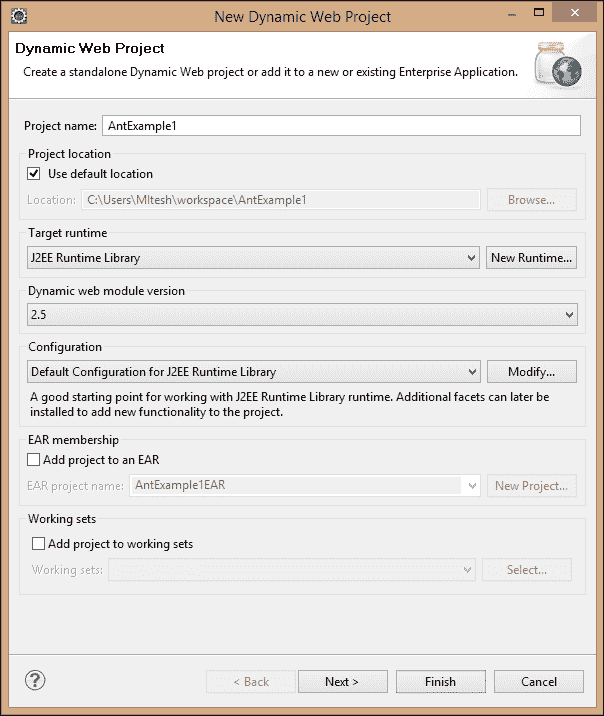 New Dynamic Web Project
Dynamic Web Project
Create a standalone Dynamic Web project or add it to a new or existing Enterprise Application.
Project name: AntExample1
Project location
Use default location
Location: C:\Users\MItesh\workspace\AntExample1 Browse...
Target runtime
J2EE Runtime Library New Runtime...
Dynamic web module version
2.5
Configuration
Default Configuration for J2EE Runtime Library Modify...
A good starting point for working with J2EE Runtime Library runtime. Additional facets can later be
installed to add new functionality to the project.
EAR membership
Add project to an EAR
EAR project name: AntExample1EAR New Project...
Working sets
Add project to working sets
Working sets: Select...
? < Back Next > Finish Cancel